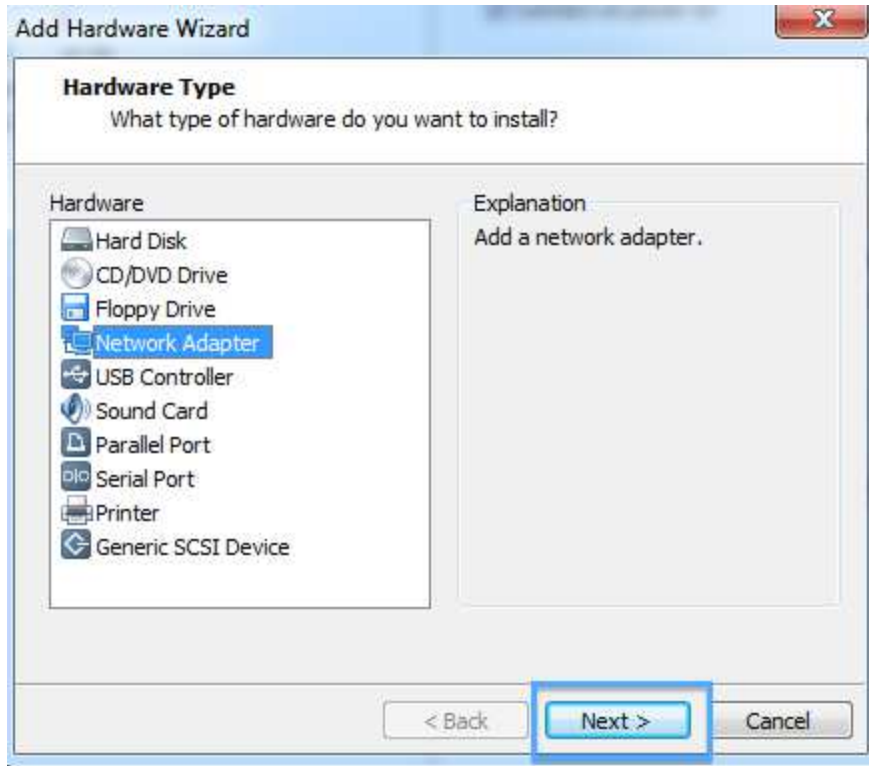 Add Hardware Wizard
Hardware Type
What type of hardware do you want to install?
Hardware
Hard Disk
CD/DVD Drive
Floppy Drive
Network Adapter
USB Controller
Sound Card
Parallel Port
Serial Port
Printer
Generic SCSI Device
Explanation
Add a network adapter.
< Back
Next >
Cancel